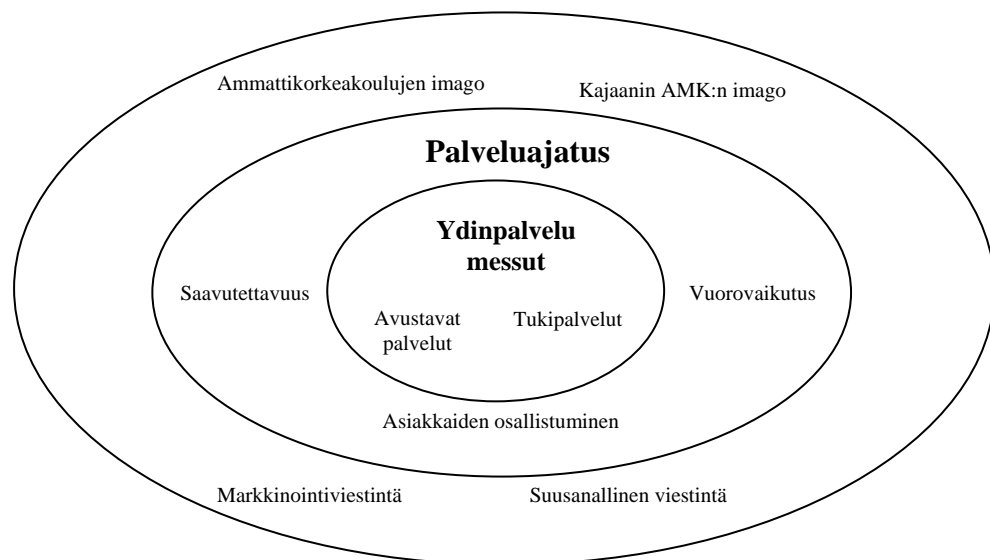 Ammattikorkeakoulujen imago
Kajaanin AMK:n imago
Palveluajatus
Ydinpalvelu
messut
Saavutettavuus
Vuorovaikutus
Avustavat
palvelut
Tukipalvelut
Asiakkaiden osallistuminen
Markkinointiviestintä
Suusanallinen viestintä